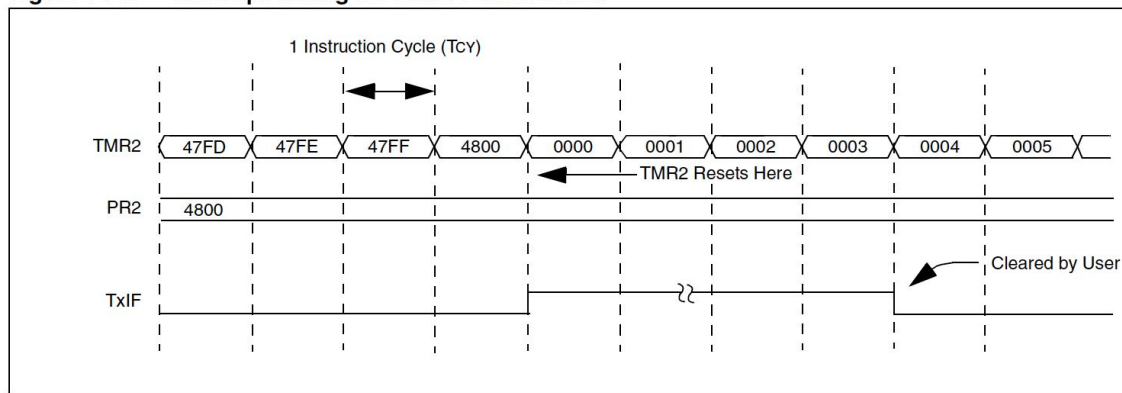 1 Instruction Cycle (TCY)
TMR2 47FD 47FE 47FF 4800 0000 0001 0002 0003 0004 0005
TMR2 Resets Here
PR2 4800
Cleared by User
TxIF